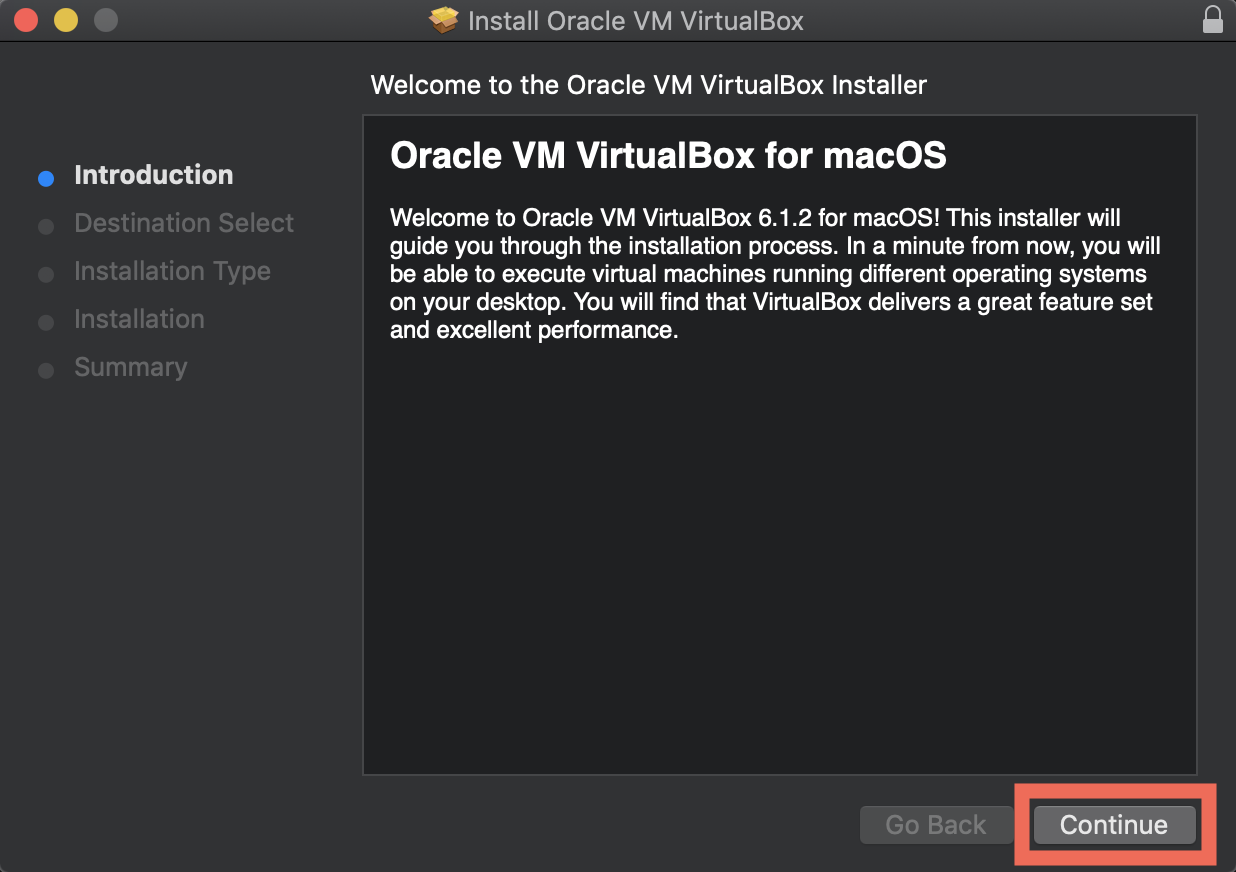 Install Oracle VM VirtualBox
Welcome to the Oracle VM VirtualBox Installer
Introduction
Destination Select
Installation Type
Installation
Summary
Oracle VM VirtualBox for macOS
Welcome to Oracle VM VirtualBox 6.1.2 for macOS! This installer will
guide you through the installation process. In a minute from now, you will
be able to execute virtual machines running different operating systems
on your desktop. You will find that VirtualBox delivers a great feature set
and excellent performance.
Go Back
Continue